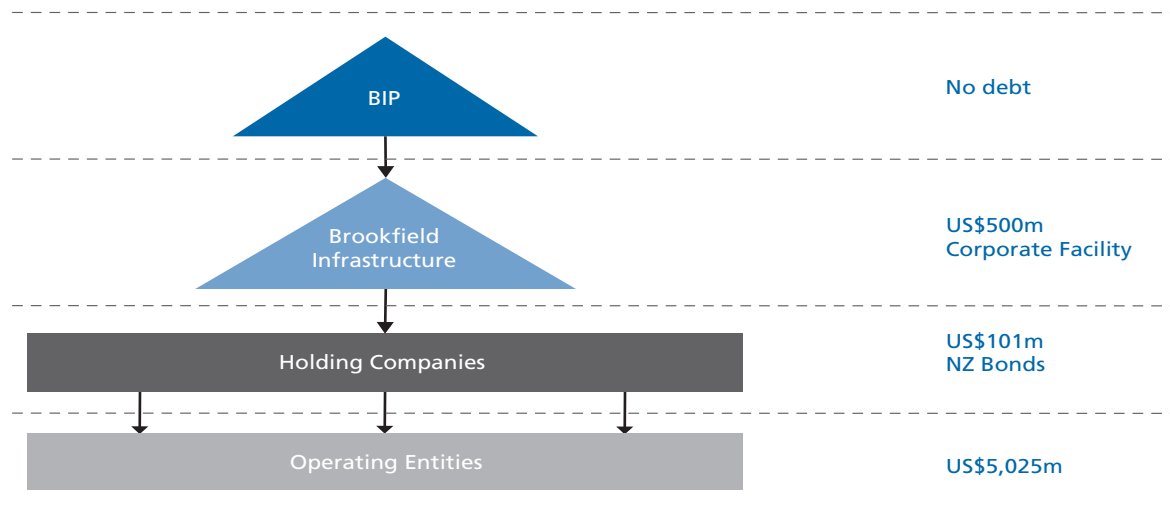 BIP
No debt
Brookfield
Infrastructure
US$500m
Corporate Facility
Holding Companies
US$101m
NZ Bonds
Operating Entities
US$5,025m